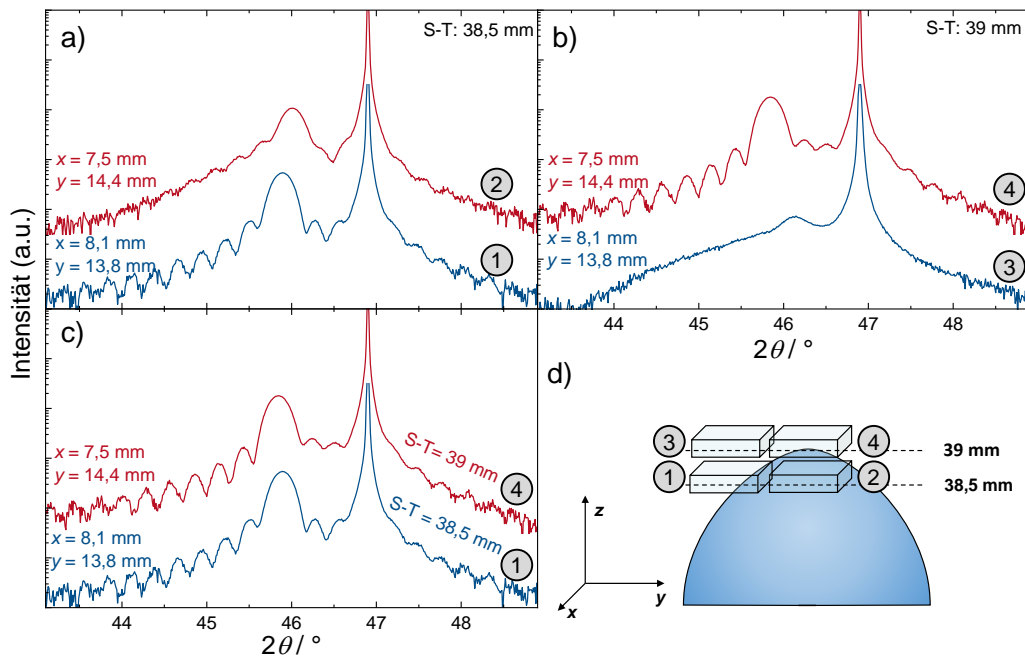 a)
S-T: 38,5 mm
x = 7,5 mm
y = 14,4 mm
2
x = 8,1 mm
y = 13,8 mm
1
b)
S-T: 39 mm
x = 7,5 mm
y = 14,4 mm
4
x = 8,1 mm
y = 13,8 mm
3
44 45 46 47 48
2θ / °
Intensität (a.u.)
c)
x = 7,5 mm
y = 14,4 mm
S-T= 39 mm
4
x = 8,1 mm
y = 13,8 mm
S-T = 38,5 mm
1
44 45 46 47 48
2θ / °
d)
3
4
39 mm
1
2
38,5 mm
z
y
x